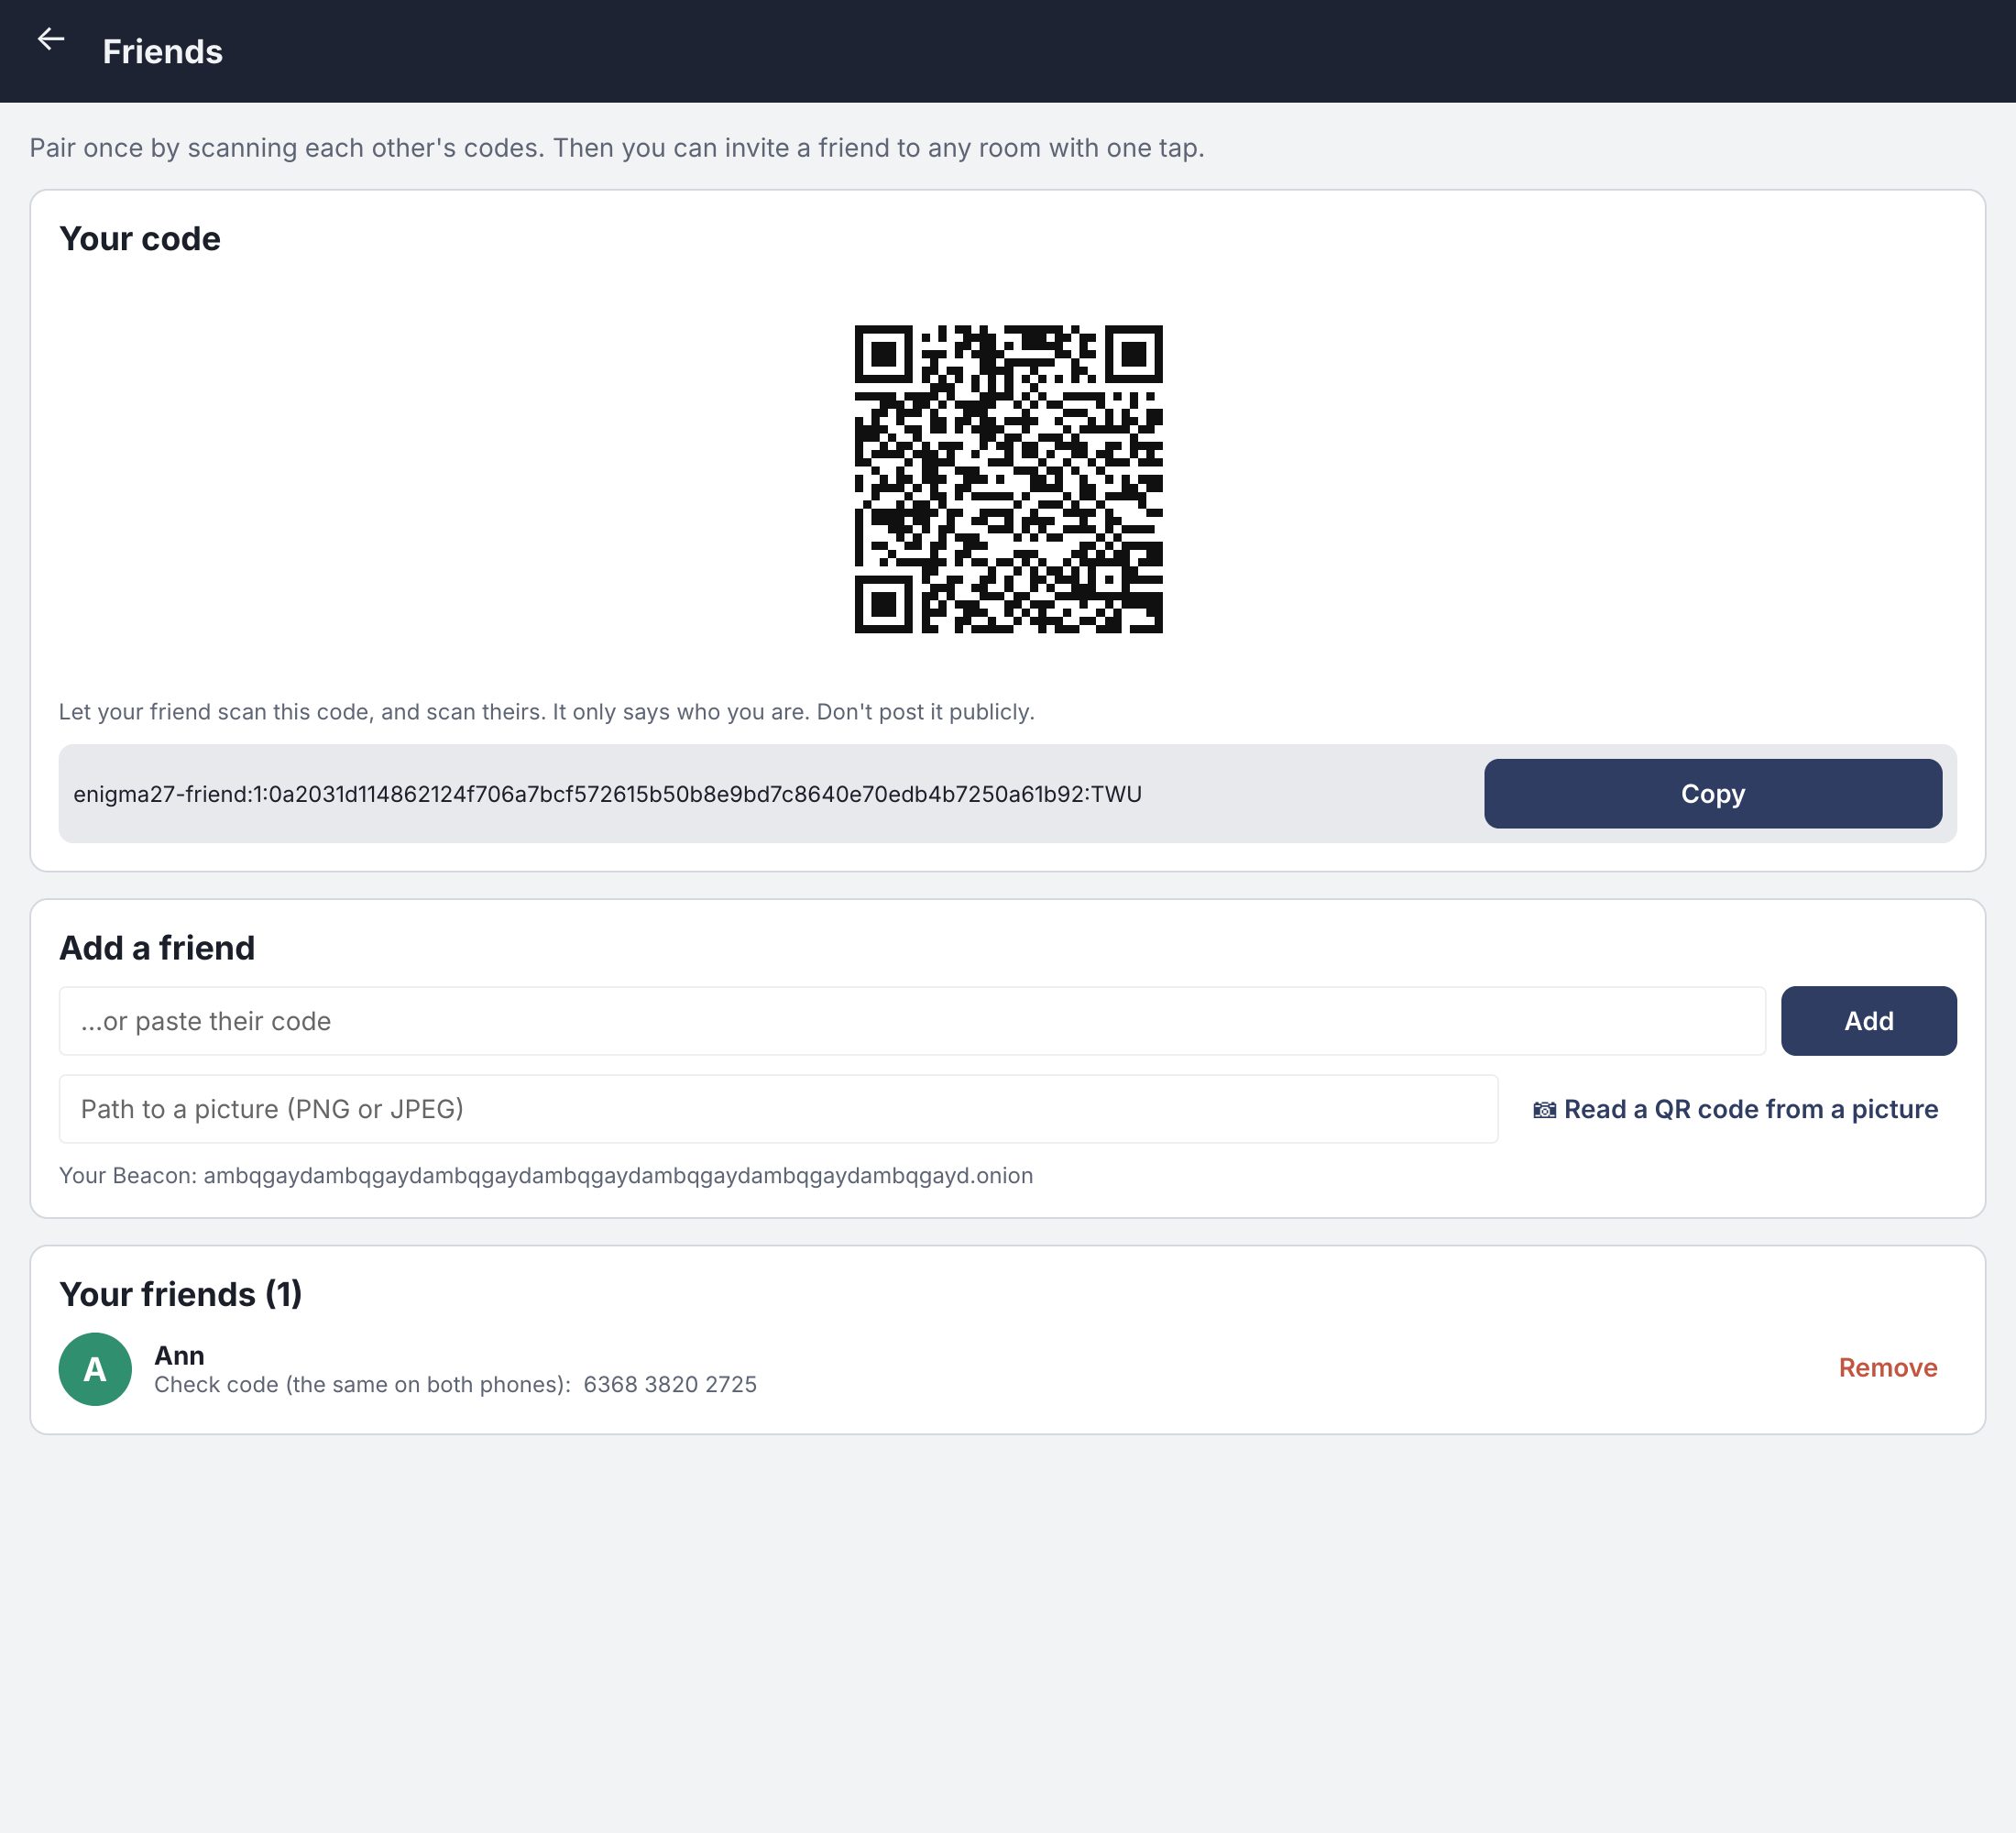 Friends
Pair once by scanning each other's codes. Then you can invite a friend to any room with one tap.
Your code
Let your friend scan this code, and scan theirs. It only says who you are. Don't post it publicly.
enigma27-friend:1:0a2031d114862124f706a7bcf572615b50b8e9bd7c8640e70edb4b7250a61b92:TWU
Copy
Add a friend
...or paste their code
Add
Path to a picture (PNG or JPEG)
📷 Read a QR code from a picture
Your Beacon: ambqgaydambqgaydambqgaydambqgaydambqgaydambqgaydambqgayd.onion
Your friends (1)
A
Ann
Check code (the same on both phones): 6368 3820 2725
Remove